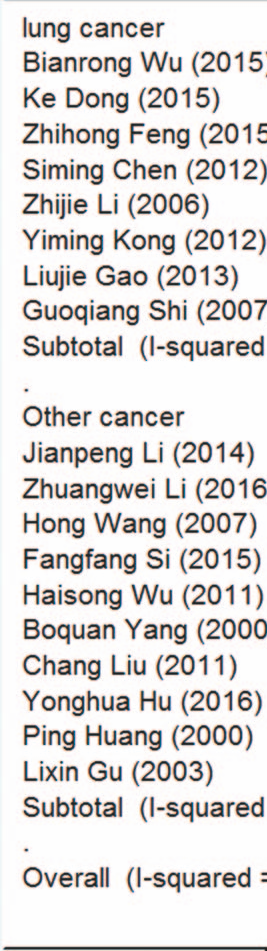 lung cancer
Bianrong Wu (2015)
Ke Dong (2015)
Zhihong Feng (2015
Siming Chen (2012)
Zhijie Li (2006)
Yiming Kong (2012)
Liujie Gao (2013)
Guoqiang Shi (2007
Subtotal (I-squared
.
Other cancer
Jianpeng Li (2014)
Zhuangwei Li (2016
Hong Wang (2007)
Fangfang Si (2015)
Haisong Wu (2011)
Boquan Yang (2000
Chang Liu (2011)
Yonghua Hu (2016)
Ping Huang (2000)
Lixin Gu (2003)
Subtotal (I-squared
.
Overall (I-squared =